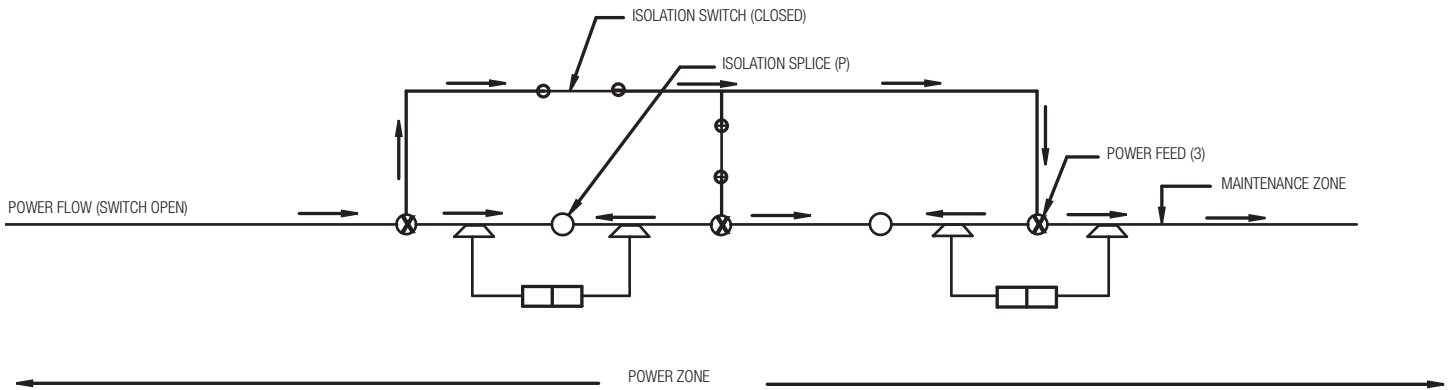 ISOLATION SWITCH (CLOSED)
ISOLATION SPLICE (P)
POWER FEED (3)
MAINTENANCE ZONE
POWER FLOW (SWITCH OPEN)
POWER ZONE